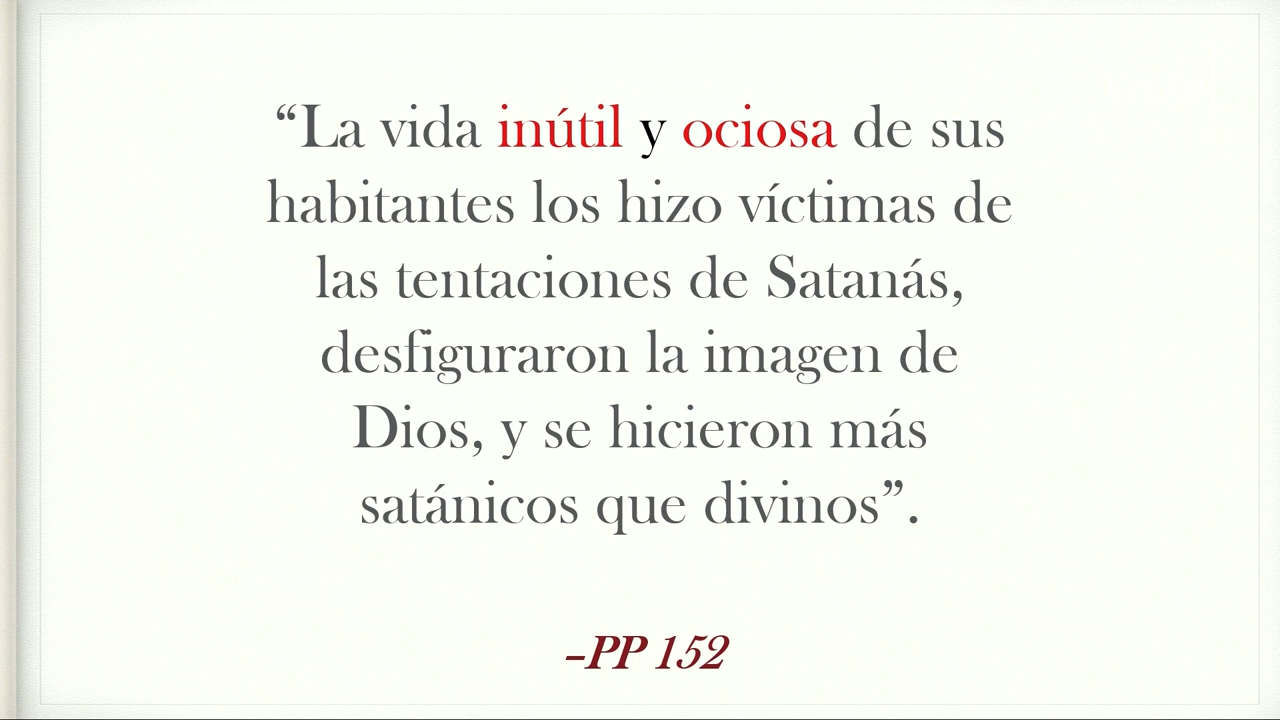 “La vida inútil y ociosa de sus
habitantes los hizo víctimas de
las tentaciones de Satanás,
desfiguraron la imagen de
Dios, y se hicieron más
satánicos que divinos”.
–PP 152